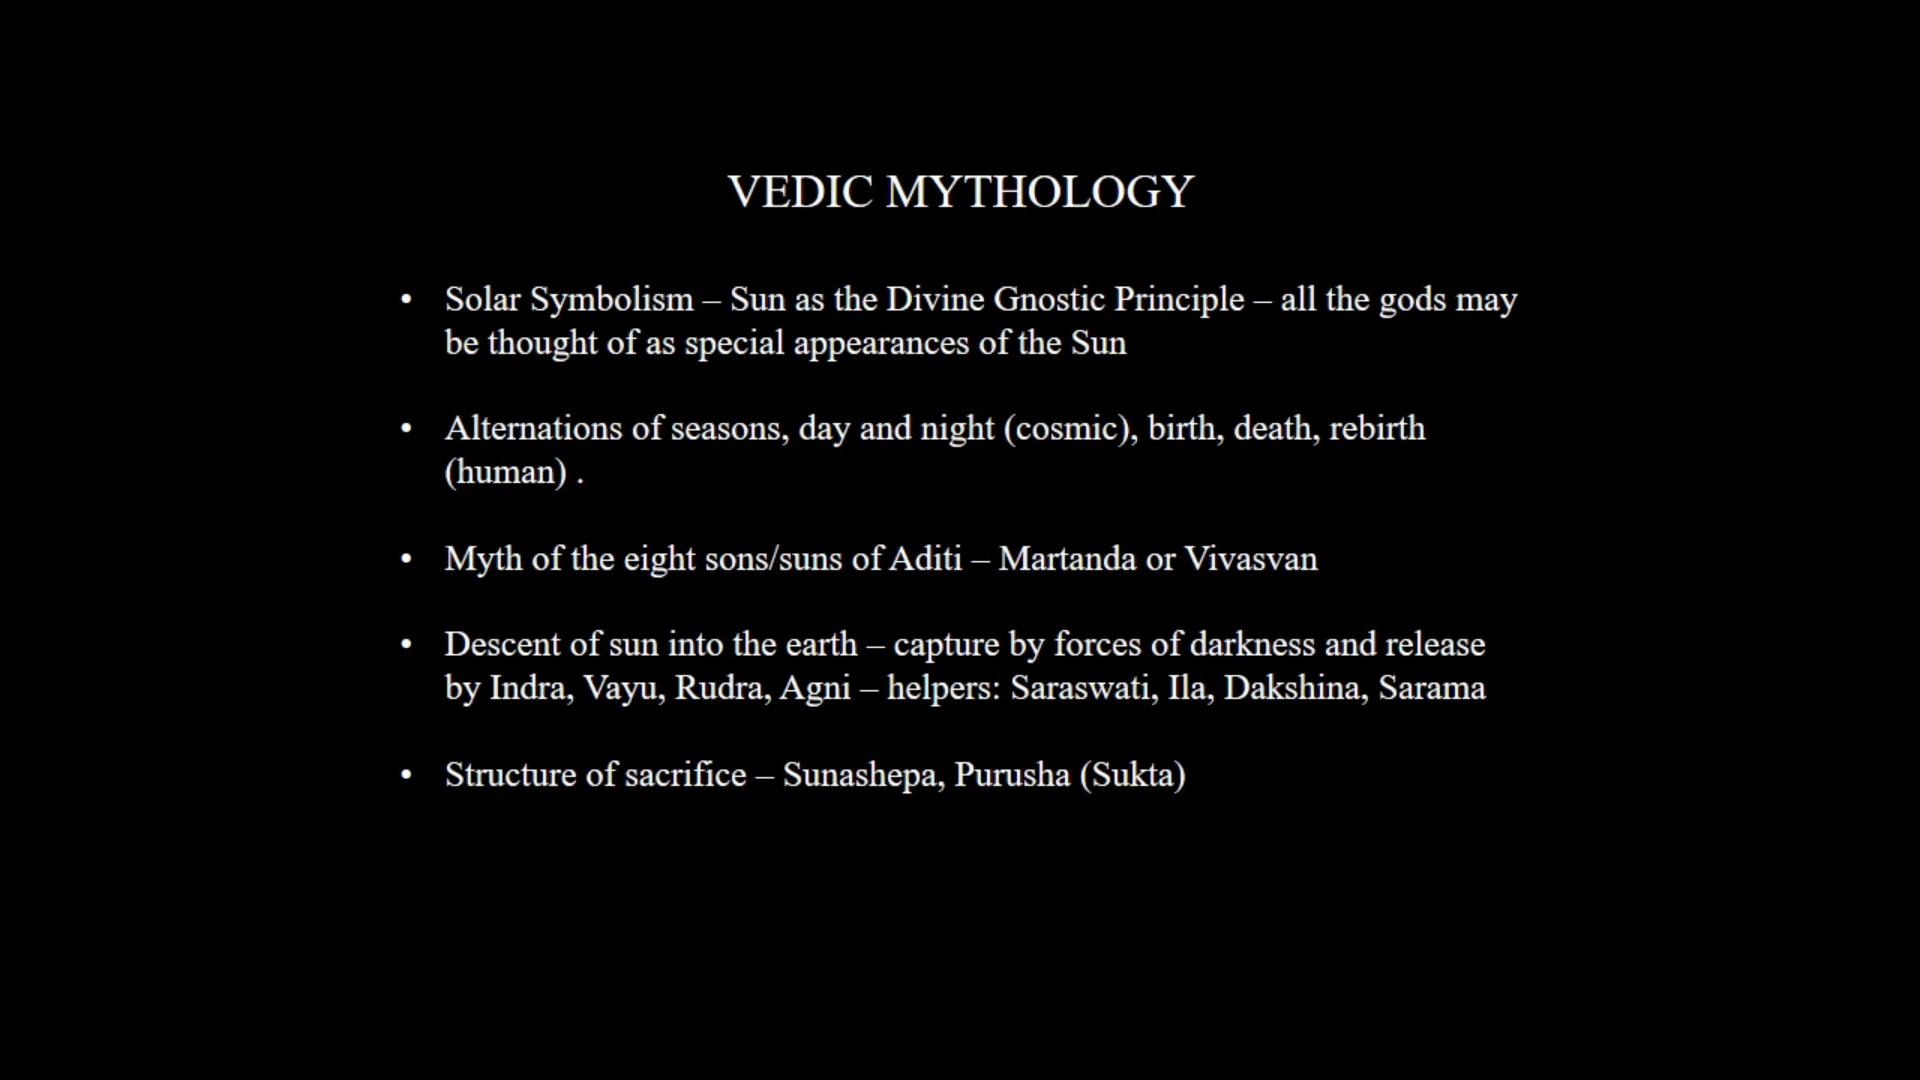 VEDIC MYTHOLOGY
• Solar Symbolism – Sun as the Divine Gnostic Principle – all the gods may
be thought of as special appearances of the Sun
• Alternations of seasons, day and night (cosmic), birth, death, rebirth
(human) .
• Myth of the eight sons/suns of Aditi – Martanda or Vivasvan
• Descent of sun into the earth – capture by forces of darkness and release
by Indra, Vayu, Rudra, Agni – helpers: Saraswati, Ila, Dakshina, Sarama
• Structure of sacrifice – Sunashepa, Purusha (Sukta)